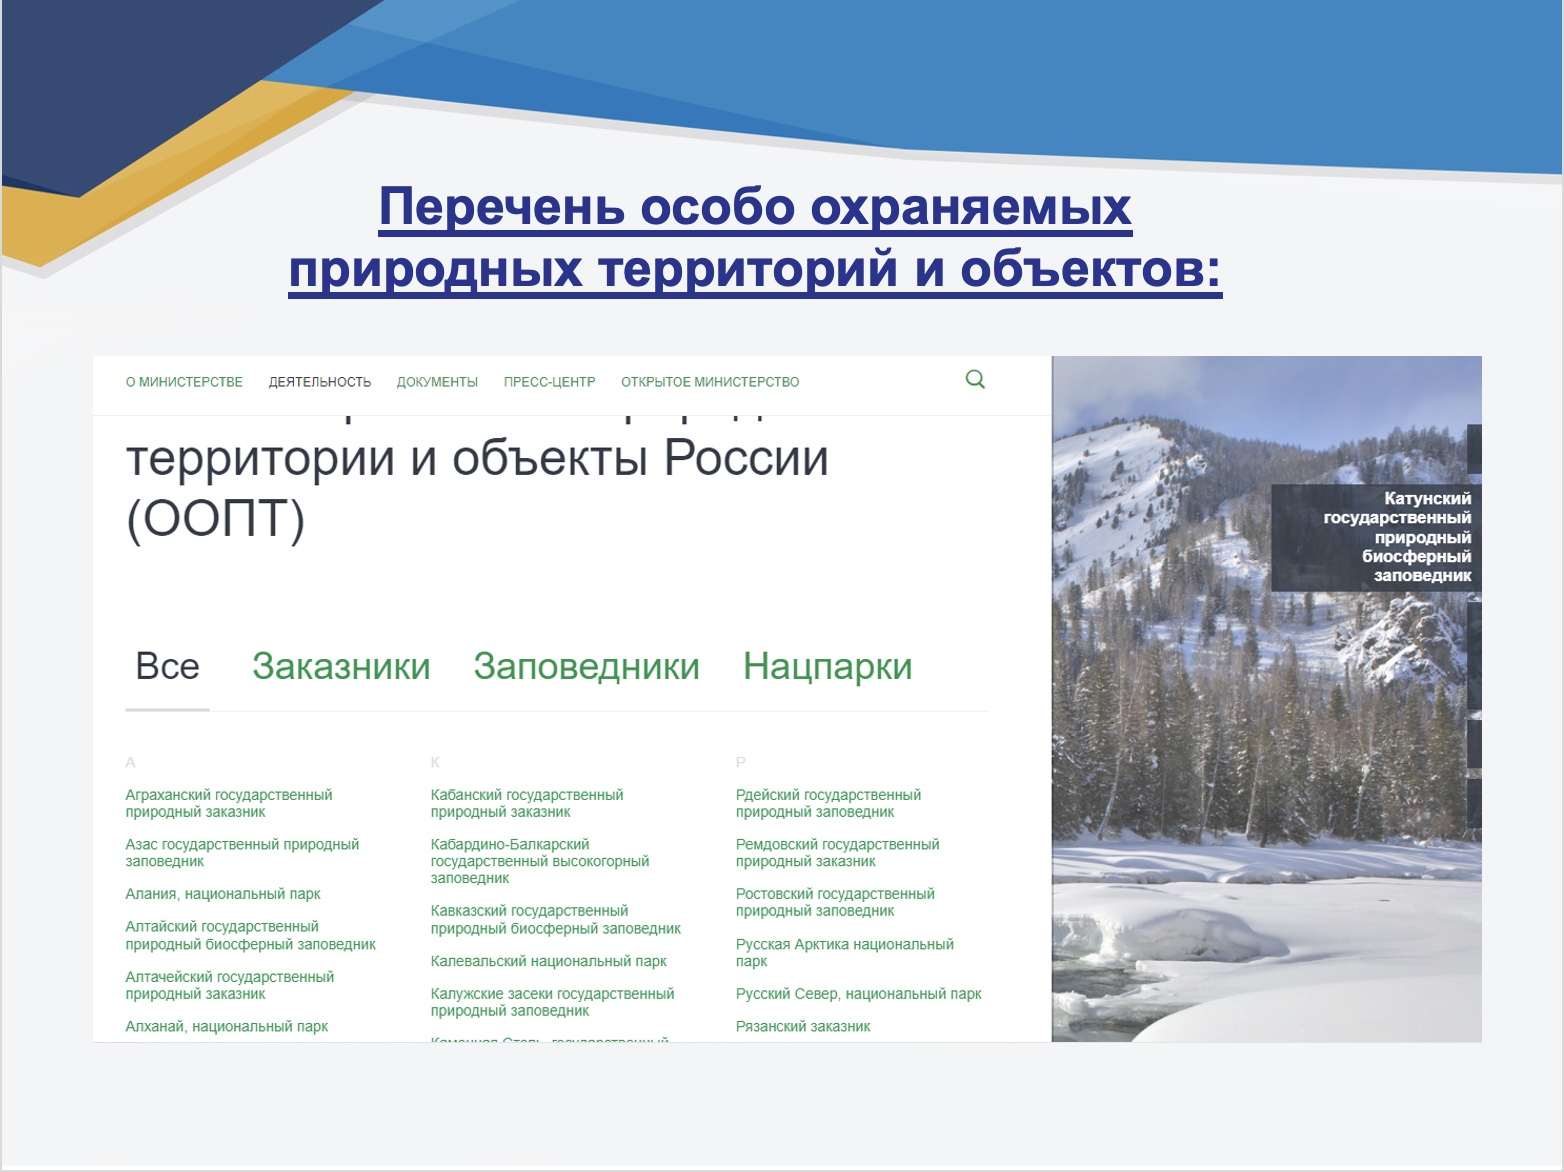 Перечень особо охраняемых
природных территорий и объектов:
О МИНИСТЕРСТВЕ ДЕЯТЕЛЬНОСТЬ ДОКУМЕНТЫ ПРЕСС-ЦЕНТР ОТКРЫТОЕ МИНИСТЕРСТВО
территории и объекты России
(ООПТ)
Все Заказники Заповедники Нацпарки
А
Аграханский государственный
природный заказник
Азас государственный природный
заповедник
Алания, национальный парк
Алтайский государственный
природный биосферный заповедник
Алтачейский государственный
природный заказник
Алханай, национальный парк
К
Кабанский государственный
природный заказник
Кабардино-Балкарский
государственный высокогорный
заповедник
Кавказский государственный
природный биосферный заповедник
Калевальский национальный парк
Калужские засеки государственный
природный заповедник
Р
Рдейский государственный
природный заповедник
Ремдовский государственный
природный заказник
Ростовский государственный
природный заповедник
Русская Арктика национальный
парк
Русский Север, национальный парк
Рязанский заказник
Катунский
государственный
природный
биосферный
заповедник